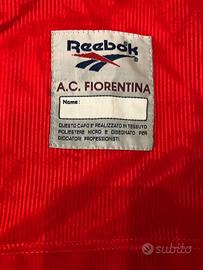 Reebok
A.C. FIORENTINA
Name:
QUESTO CAPO È REALIZZATO IN TESSUTO
POLIESTERE MICRO E DISEGNATO PER
GIOCATORI PROFESSIONISTI.
subito